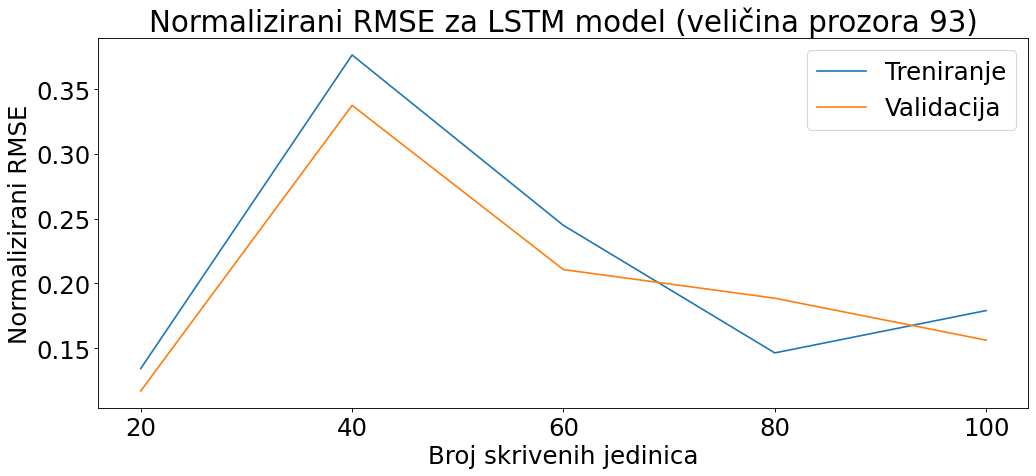 Normalizirani RMSE za LSTM model (veličina prozora 93)
Treniranje
Validacija
Normalizirani RMSE
0.35
0.30
0.25
0.20
0.15
20 40 60 80 100
Broj skrivenih jedinica